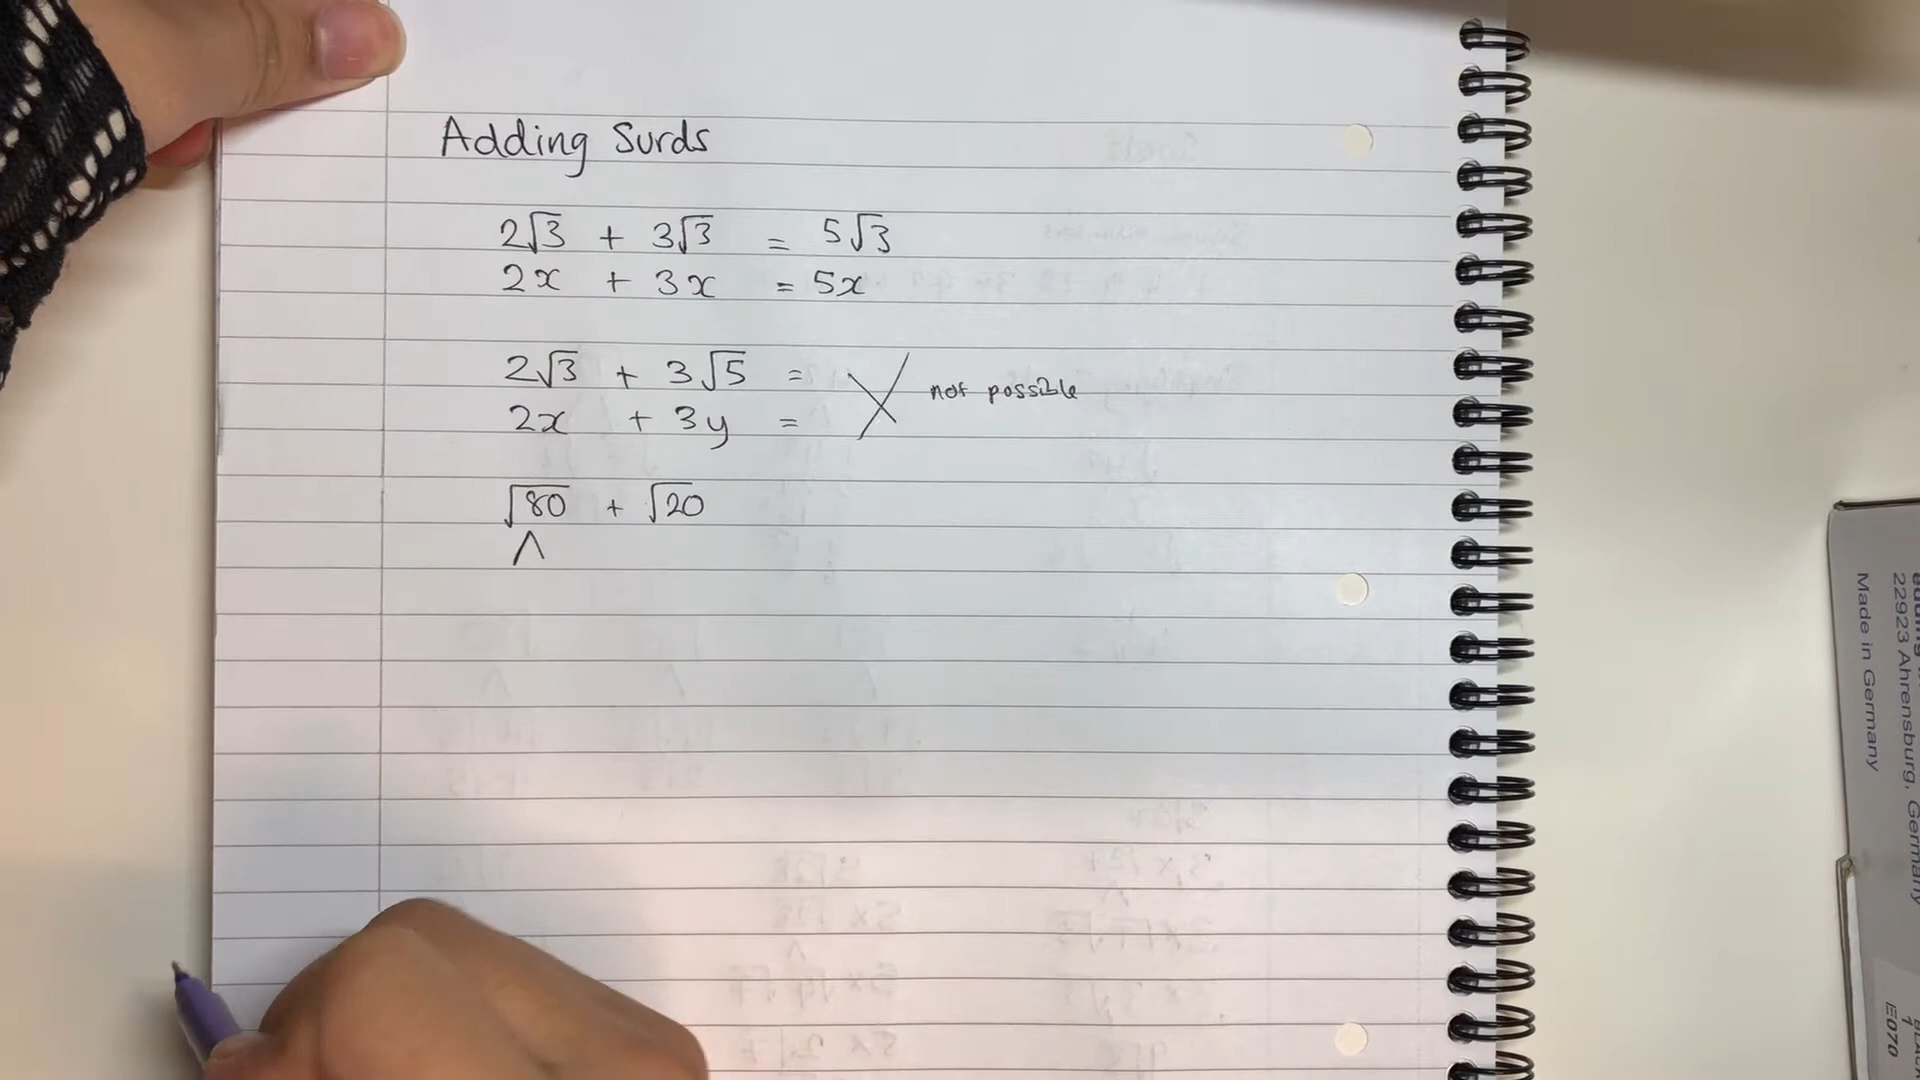 Adding Surds
2√3 + 3√3 = 5√3
2x + 3x = 5x
2√3 + 3√5 =
not possible
2x + 3y =
√80 + √20
22923 Ahrensburg, Germany
Made in Germany
E070